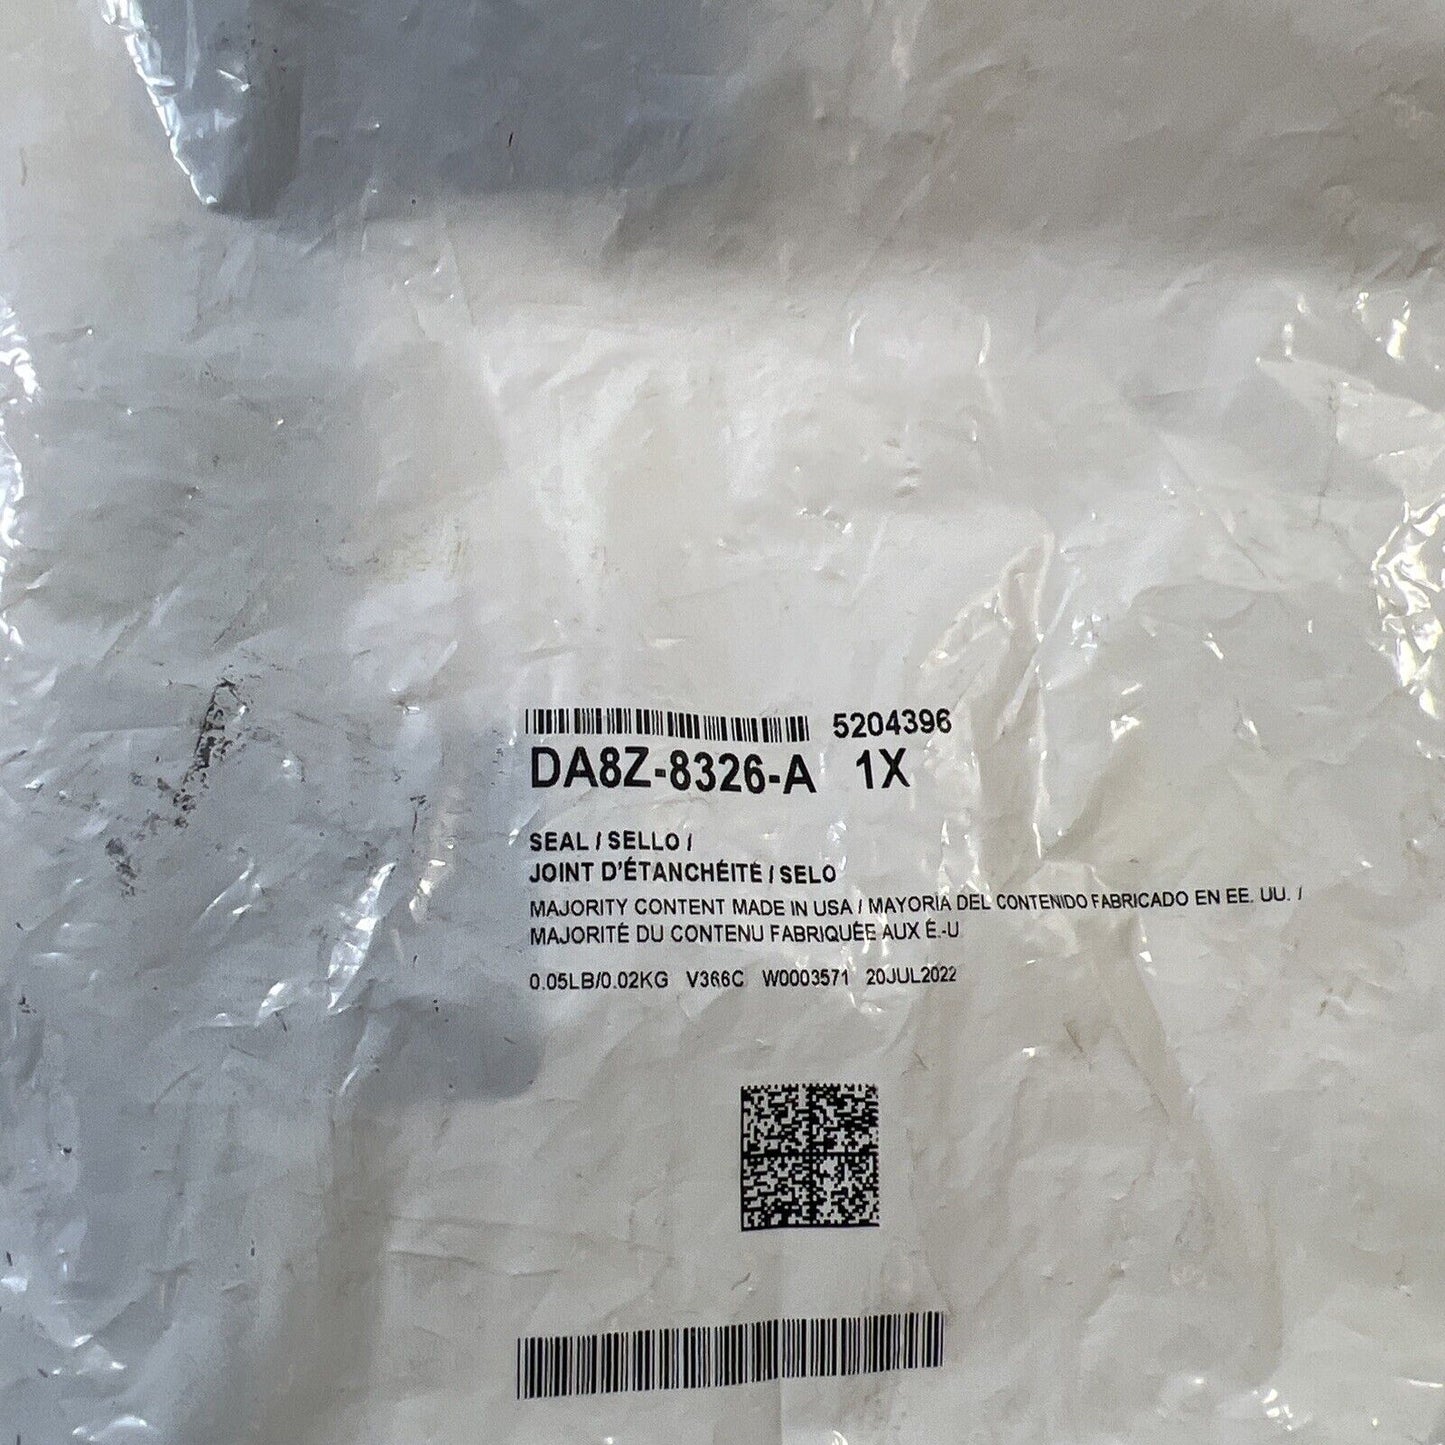 5204396
DA8Z-8326-A 1X
SEAL / SELLO /
JOINT D'ÉTANCHÉITÉ / SELO
MAJORITY CONTENT MADE IN USA / MAYORÍA DEL CONTENIDO FABRICADO EN EE. UU. /
MAJORITÉ DU CONTENU FABRIQUÉE AUX É.-U
0.05LB/0.02KG V366C W0003571 20JUL2022